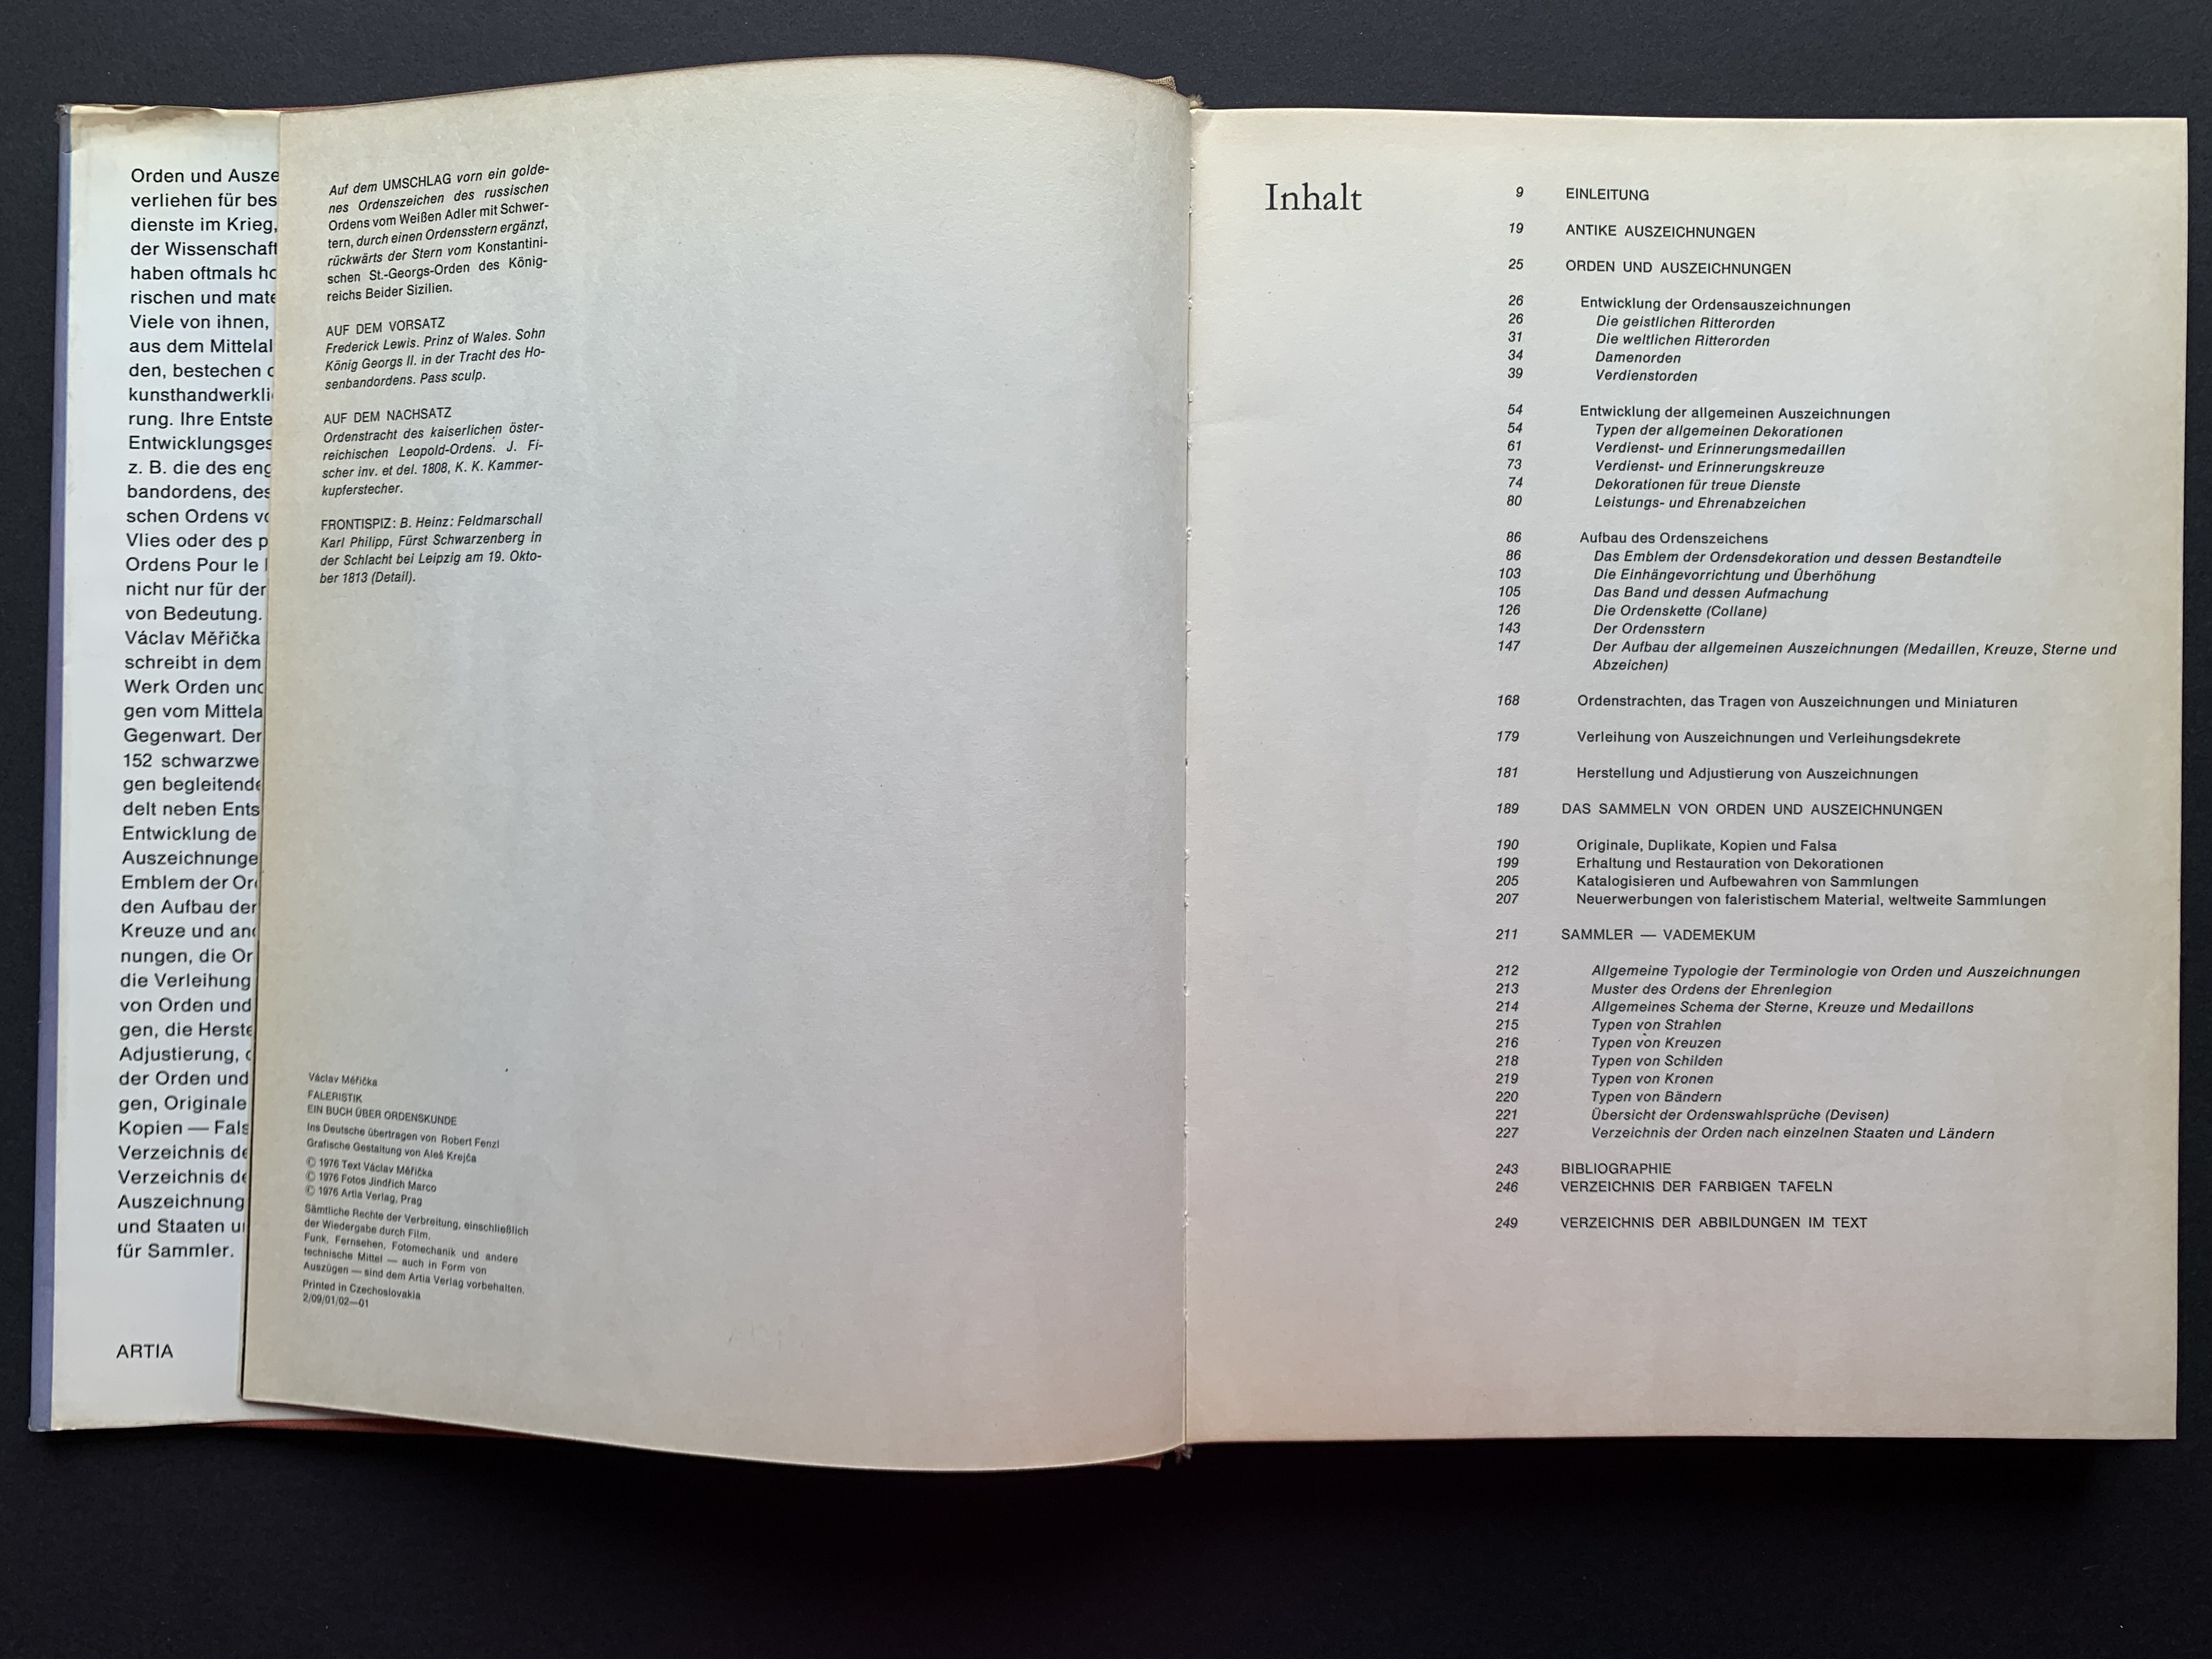 Orden und Ausze
verliehen für bes
dienste im Krieg,
der Wissenschaft
haben oftmals ho
rischen und mate
Viele von ihnen,
aus dem Mittelal
den, bestechen d
kunsthandwerkli
rung. Ihre Entste
Entwicklungsges
z. B. die des eng
bandordens, des
schen Ordens vo
Vlies oder des p
Ordens Pour le
nicht nur für der
von Bedeutung.
Václav Měřička
schreibt in dem
Werk Orden und
gen vom Mittela
Gegenwart. Der
152 schwarzwe
gen begleitende
delt neben Ents
Entwicklung de
Auszeichnunge
Emblem der Ord
den Aufbau der
Kreuze und and
nungen, die Or
die Verleihung
von Orden und
gen, die Herste
Adjustierung, d
der Orden und
gen, Originale
Kopien — Fals
Verzeichnis de
Verzeichnis de
Auszeichnung
und Staaten u
für Sammler.
ARTIA
Auf dem UMSCHLAG vorn ein golde-
nes Ordenszeichen des russischen
Ordens vom Weißen Adler mit Schwer-
tern, durch einen Ordensstern ergänzt,
rückwärts der Stern vom Konstantini-
schen St.-Georgs-Orden des König-
reichs Beider Sizilien.
AUF DEM VORSATZ
Frederick Lewis. Prinz of Wales. Sohn
König Georgs II. in der Tracht des Ho-
senbandordens. Pass sculp.
AUF DEM NACHSATZ
Ordenstracht des kaiserlichen öster-
reichischen Leopold-Ordens. J. Fi-
scher inv. et del. 1808, K. K. Kammer-
kupferstecher.
FRONTISPIZ: B. Heinz: Feldmarschall
Karl Philipp, Fürst Schwarzenberg in
der Schlacht bei Leipzig am 19. Okto-
ber 1813 (Detail).
Václav Měřička
FALERISTIK
EIN BUCH ÜBER ORDENSKUNDE
Ins Deutsche übertragen von Robert Fenzl
Grafische Gestaltung von Aleš Krejča
© 1976 Text Václav Měřička
© 1976 Fotos Jindřich Marco
© 1976 Artia Verlag, Prag
Sämtliche Rechte der Verbreitung, einschließlich
der Wiedergabe durch Film,
Funk, Fernsehen, Fotomechanik und andere
technische Mittel — auch in Form von
Auszügen — sind dem Artia Verlag vorbehalten.
Printed in Czechoslovakia
2/09/01/02—01
Inhalt
9 EINLEITUNG
19 ANTIKE AUSZEICHNUNGEN
25 ORDEN UND AUSZEICHNUNGEN
26 Entwicklung der Ordensauszeichnungen
26 Die geistlichen Ritterorden
31 Die weltlichen Ritterorden
34 Damenorden
39 Verdienstorden
54 Entwicklung der allgemeinen Auszeichnungen
54 Typen der allgemeinen Dekorationen
61 Verdienst- und Erinnerungsmedaillen
73 Verdienst- und Erinnerungskreuze
74 Dekorationen für treue Dienste
80 Leistungs- und Ehrenabzeichen
86 Aufbau des Ordenszeichens
86 Das Emblem der Ordensdekoration und dessen Bestandteile
103 Die Einhängevorrichtung und Überhöhung
105 Das Band und dessen Aufmachung
126 Die Ordenskette (Collane)
143 Der Ordensstern
147 Der Aufbau der allgemeinen Auszeichnungen (Medaillen, Kreuze, Sterne und
Abzeichen)
168 Ordenstrachten, das Tragen von Auszeichnungen und Miniaturen
179 Verleihung von Auszeichnungen und Verleihungsdekrete
181 Herstellung und Adjustierung von Auszeichnungen
189 DAS SAMMELN VON ORDEN UND AUSZEICHNUNGEN
190 Originale, Duplikate, Kopien und Falsa
199 Erhaltung und Restauration von Dekorationen
205 Katalogisieren und Aufbewahren von Sammlungen
207 Neuerwerbungen von faleristischem Material, weltweite Sammlungen
211 SAMMLER — VADEMEKUM
212 Allgemeine Typologie der Terminologie von Orden und Auszeichnungen
213 Muster des Ordens der Ehrenlegion
214 Allgemeines Schema der Sterne, Kreuze und Medaillons
215 Typen von Strahlen
216 Typen von Kreuzen
218 Typen von Schilden
219 Typen von Kronen
220 Typen von Bändern
221 Übersicht der Ordenswahlsprüche (Devisen)
227 Verzeichnis der Orden nach einzelnen Staaten und Ländern
243 BIBLIOGRAPHIE
246 VERZEICHNIS DER FARBIGEN TAFELN
249 VERZEICHNIS DER ABBILDUNGEN IM TEXT